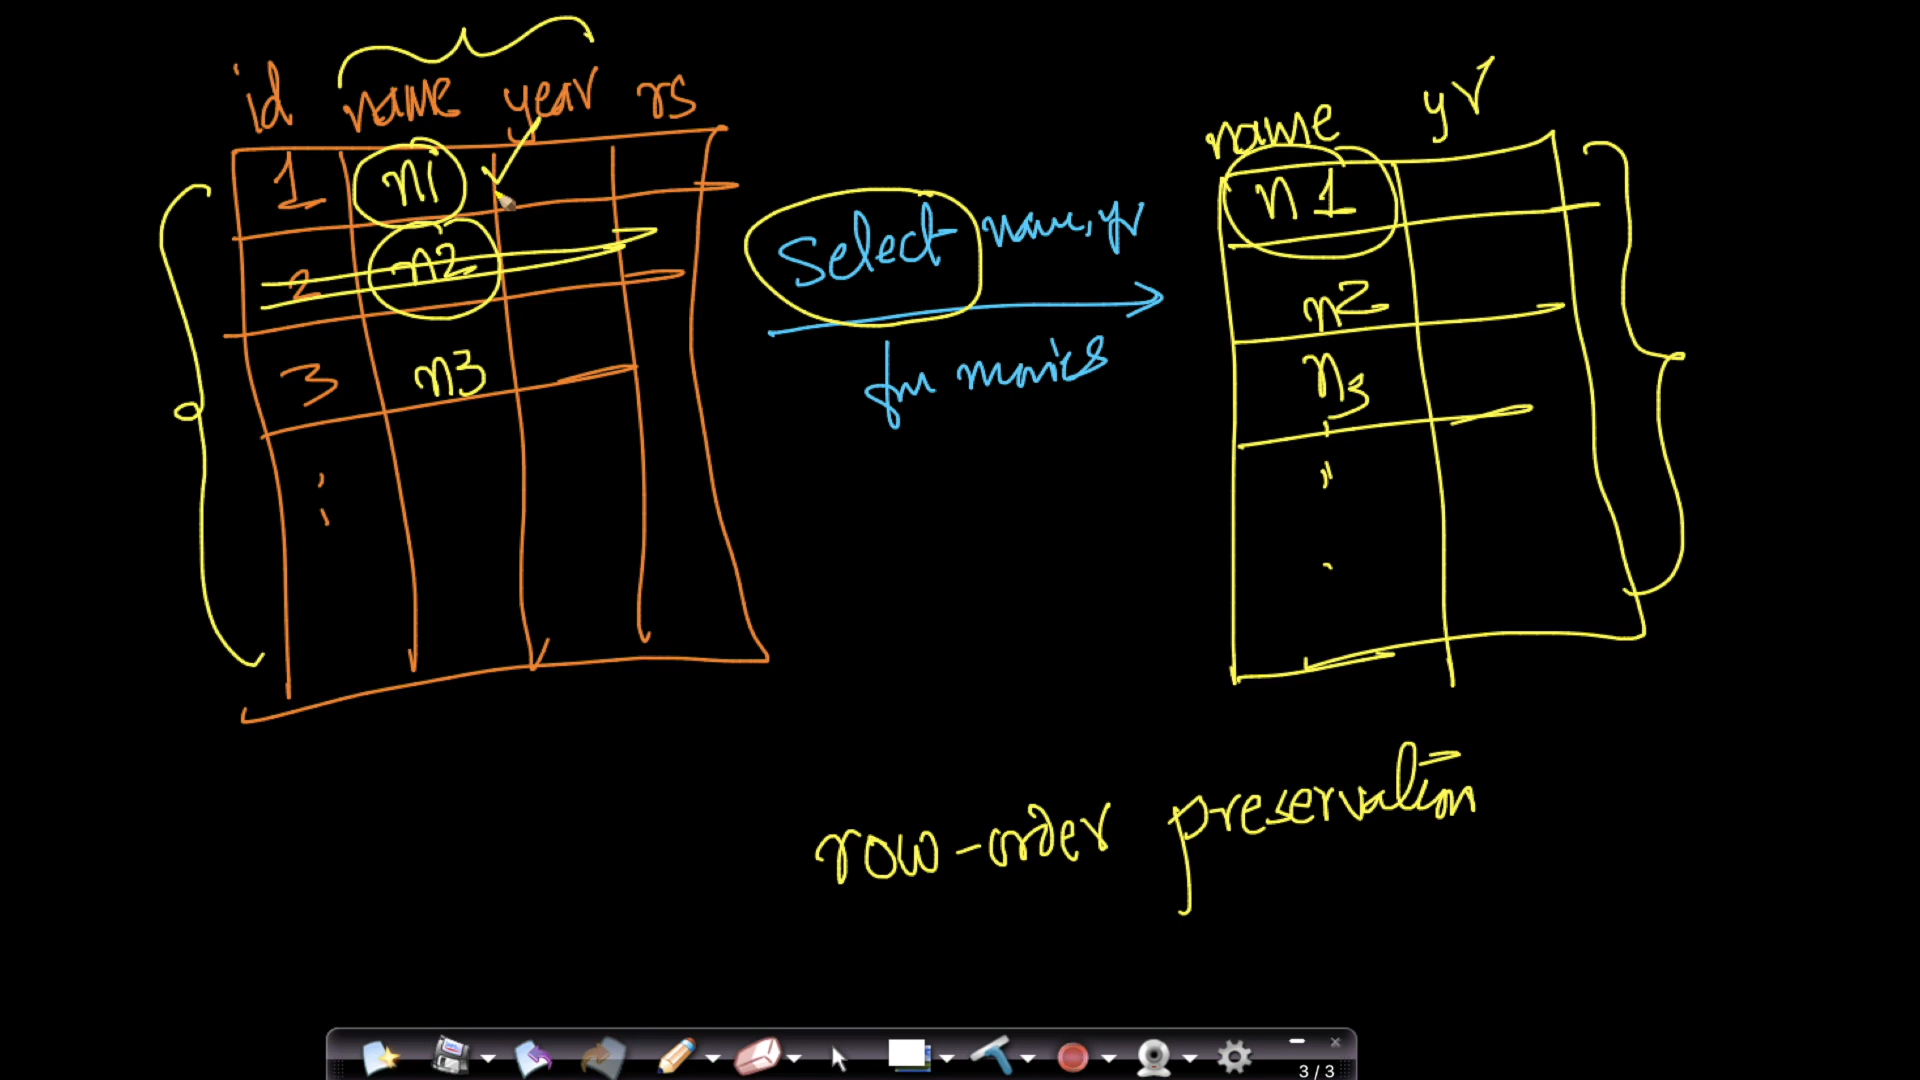 id name year rs
1 n1
2 n2
3 n3
Select name, yr
fm movies
name yr
n1
n2
n3
row-order preservation
3 / 3